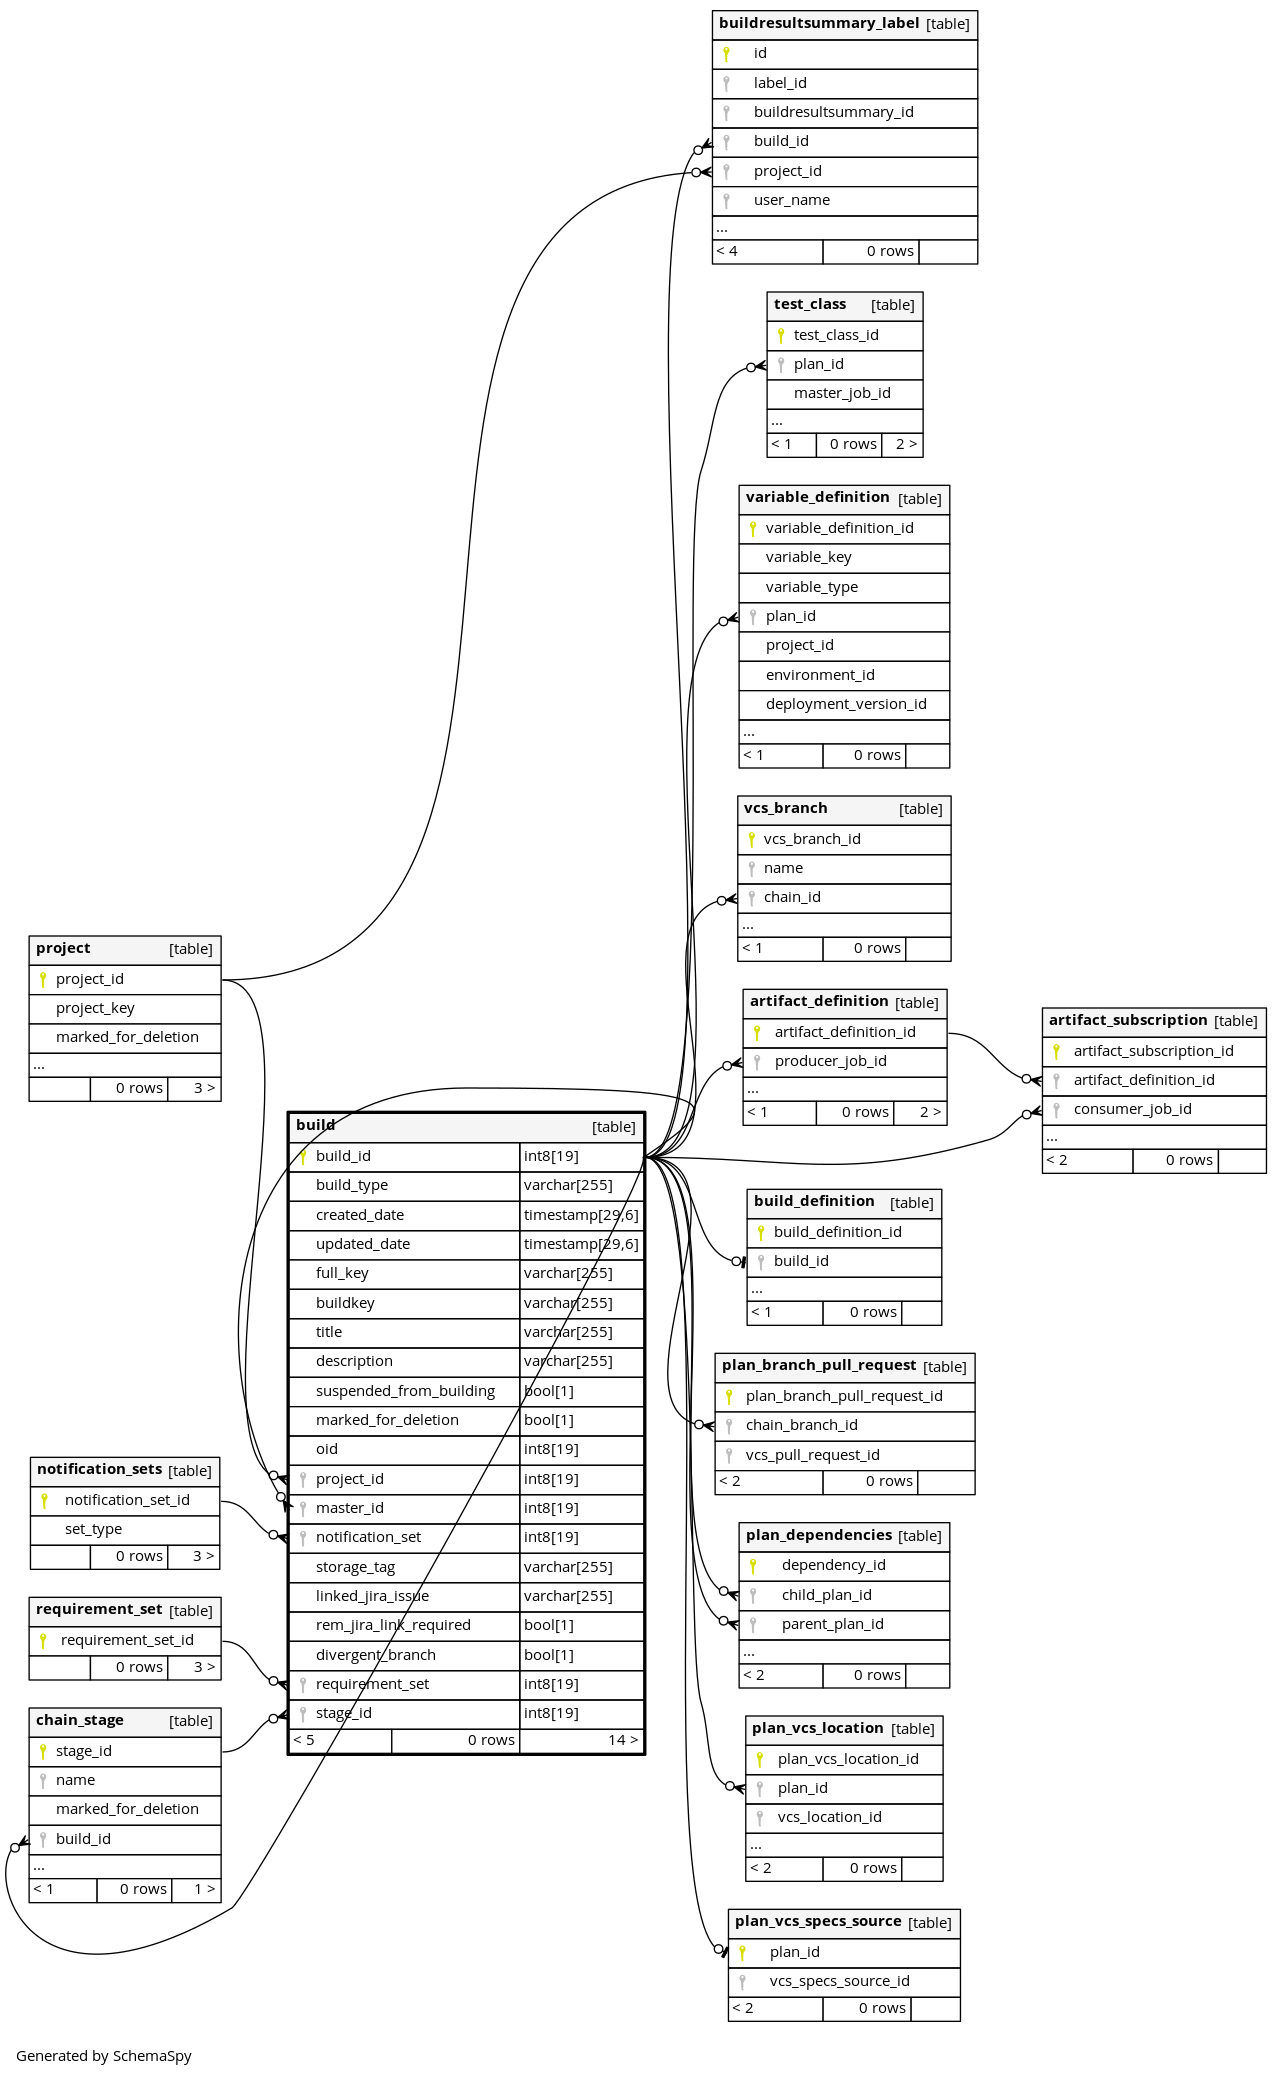 buildresultsummary_label [table]
id
label_id
buildresultsummary_id
build_id
project_id
user_name
...
< 4 0 rows
test_class [table]
test_class_id
plan_id
master_job_id
...
< 1 0 rows 2 >
variable_definition [table]
variable_definition_id
variable_key
variable_type
plan_id
project_id
environment_id
deployment_version_id
...
< 1 0 rows
vcs_branch [table]
vcs_branch_id
name
chain_id
...
< 1 0 rows
project [table]
project_id
project_key
marked_for_deletion
...
0 rows 3 >
artifact_definition [table]
artifact_definition_id
producer_job_id
...
< 1 0 rows 2 >
artifact_subscription [table]
artifact_subscription_id
artifact_definition_id
consumer_job_id
...
< 2 0 rows
build [table]
build_id int8[19]
build_type varchar[255]
created_date timestamp[29,6]
updated_date timestamp[29,6]
full_key varchar[255]
buildkey varchar[255]
title varchar[255]
description varchar[255]
suspended_from_building bool[1]
marked_for_deletion bool[1]
oid int8[19]
project_id int8[19]
master_id int8[19]
notification_set int8[19]
storage_tag varchar[255]
linked_jira_issue varchar[255]
rem_jira_link_required bool[1]
divergent_branch bool[1]
requirement_set int8[19]
stage_id int8[19]
< 5 0 rows 14 >
build_definition [table]
build_definition_id
build_id
...
< 1 0 rows
plan_branch_pull_request [table]
plan_branch_pull_request_id
chain_branch_id
vcs_pull_request_id
< 2 0 rows
notification_sets [table]
notification_set_id
set_type
0 rows 3 >
plan_dependencies [table]
dependency_id
child_plan_id
parent_plan_id
...
< 2 0 rows
requirement_set [table]
requirement_set_id
0 rows 3 >
chain_stage [table]
stage_id
name
marked_for_deletion
build_id
...
< 1 0 rows 1 >
plan_vcs_location [table]
plan_vcs_location_id
plan_id
vcs_location_id
...
< 2 0 rows
plan_vcs_specs_source [table]
plan_id
vcs_specs_source_id
< 2 0 rows
Generated by SchemaSpy